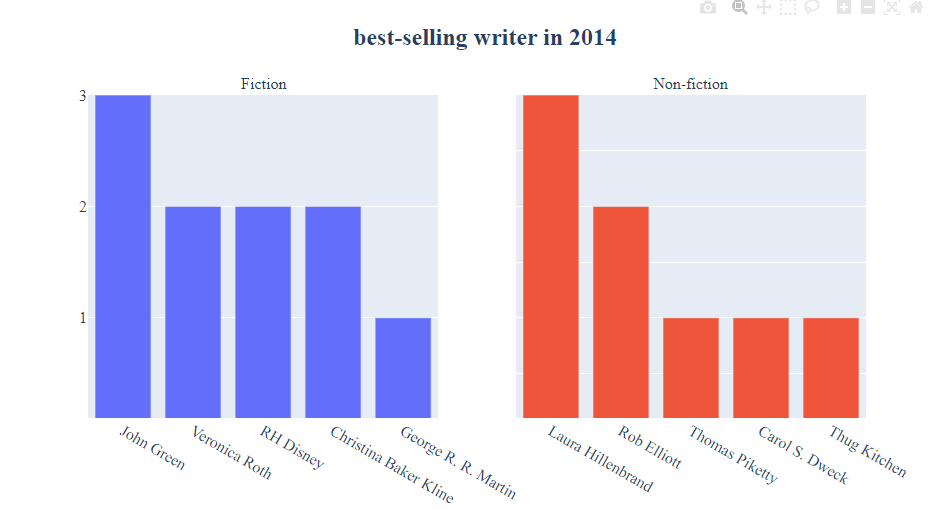 best-selling writer in 2014
Fiction
Non-fiction
3
2
1
John Green
Veronica Roth
RH Disney
Christina Baker Kline
George R. R. Martin
Laura Hillenbrand
Rob Elliott
Thomas Piketty
Carol S. Dweck
Thug Kitchen